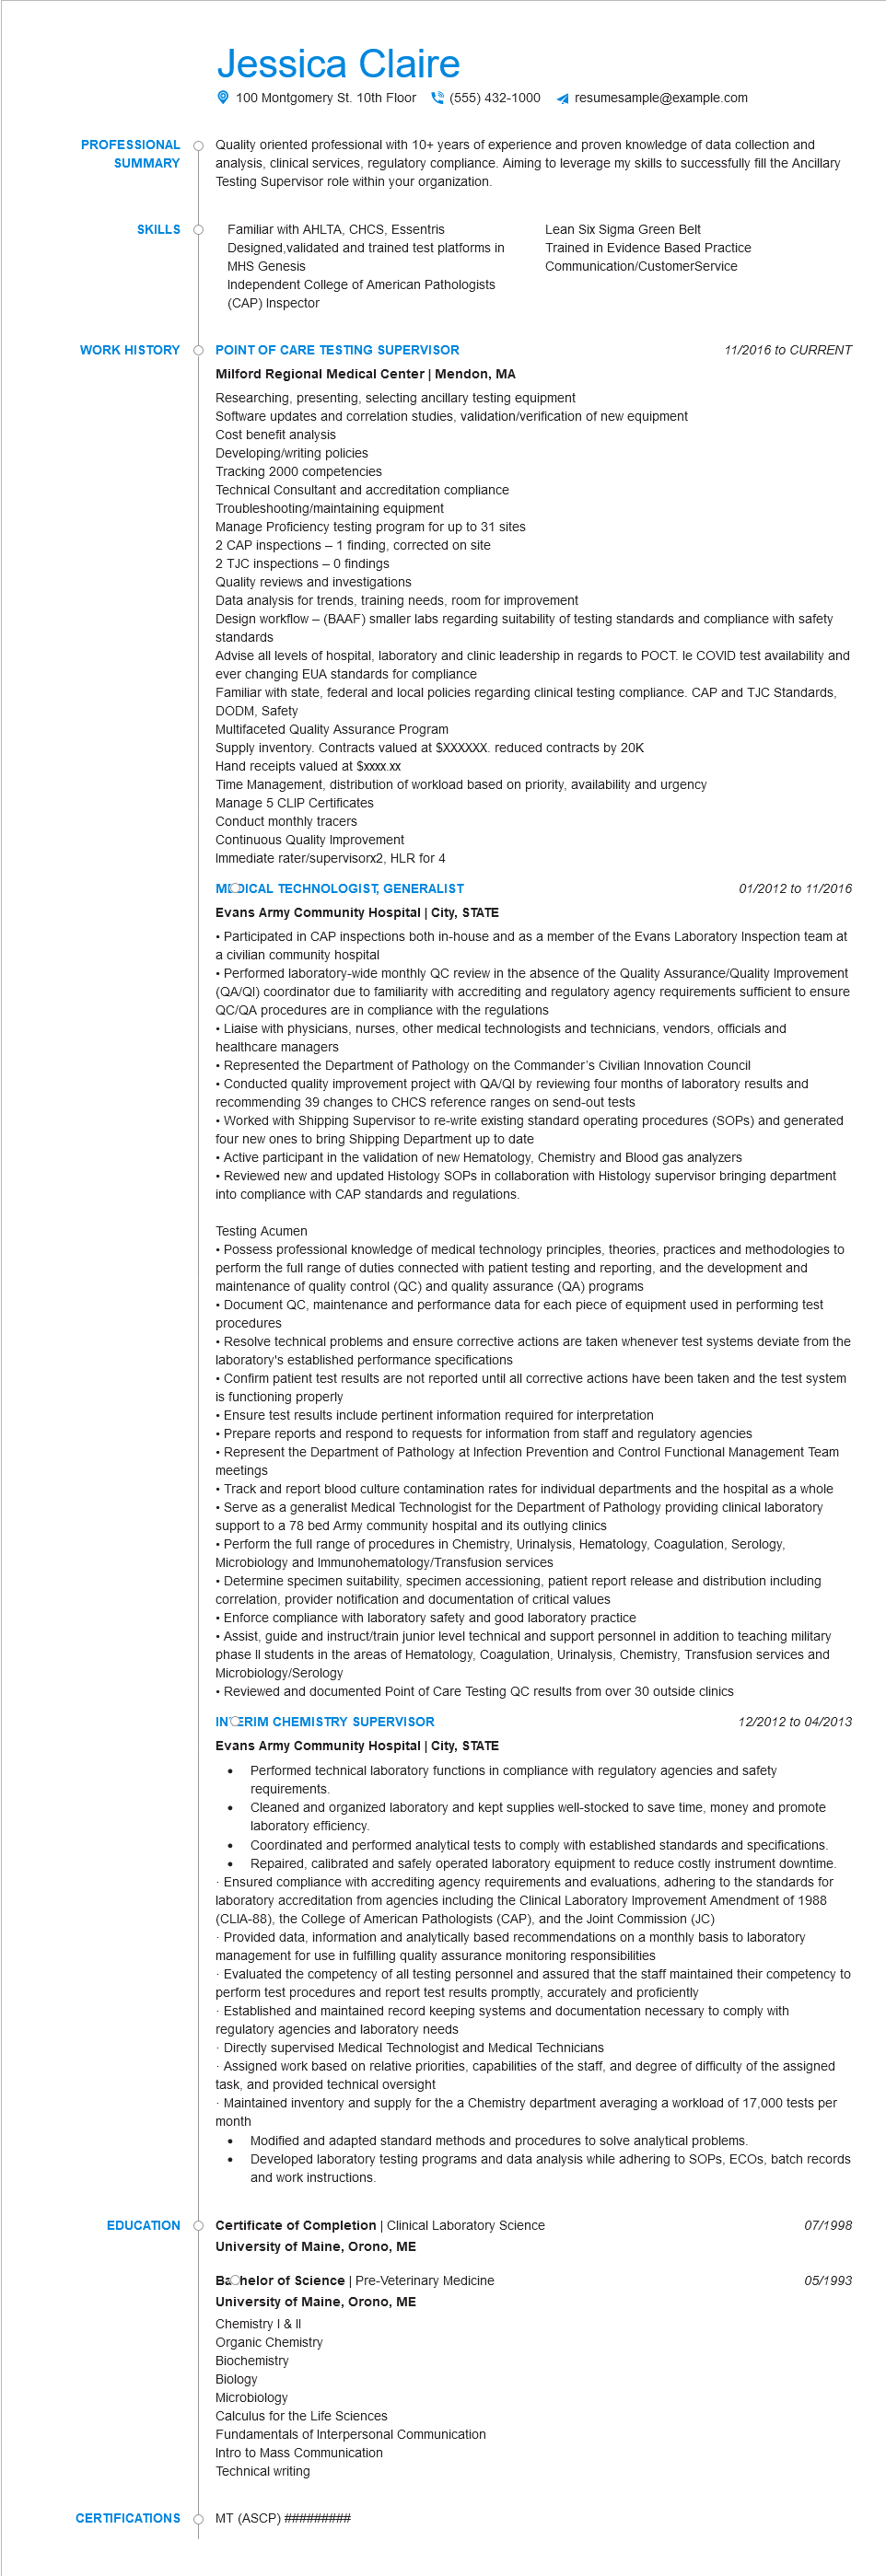 Jessica Claire
100 Montgomery St. 10th Floor (555) 432-1000 resumesample@example.com
PROFESSIONAL SUMMARY
Quality oriented professional with 10+ years of experience and proven knowledge of data collection and
analysis, clinical services, regulatory compliance. Aiming to leverage my skills to successfully fill the Ancillary
Testing Supervisor role within your organization.
SKILLS
Familiar with AHLTA, CHCS, Essentris
Designed,validated and trained test platforms in
MHS Genesis
Independent College of American Pathologists
(CAP) Inspector
Lean Six Sigma Green Belt
Trained in Evidence Based Practice
Communication/CustomerService
WORK HISTORY
POINT OF CARE TESTING SUPERVISOR 11/2016 to CURRENT
Milford Regional Medical Center | Mendon, MA
Researching, presenting, selecting ancillary testing equipment
Software updates and correlation studies, validation/verification of new equipment
Cost benefit analysis
Developing/writing policies
Tracking 2000 competencies
Technical Consultant and accreditation compliance
Troubleshooting/maintaining equipment
Manage Proficiency testing program for up to 31 sites
2 CAP inspections – 1 finding, corrected on site
2 TJC inspections – 0 findings
Quality reviews and investigations
Data analysis for trends, training needs, room for improvement
Design workflow – (BAAF) smaller labs regarding suitability of testing standards and compliance with safety
standards
Advise all levels of hospital, laboratory and clinic leadership in regards to POCT. Ie COVID test availability and
ever changing EUA standards for compliance
Familiar with state, federal and local policies regarding clinical testing compliance. CAP and TJC Standards,
DODM, Safety
Multifaceted Quality Assurance Program
Supply inventory. Contracts valued at $XXXXXX. reduced contracts by 20K
Hand receipts valued at $xxxx.xx
Time Management, distribution of workload based on priority, availability and urgency
Manage 5 CLIP Certificates
Conduct monthly tracers
Continuous Quality Improvement
Immediate rater/supervisorx2, HLR for 4
MEDICAL TECHNOLOGIST, GENERALIST 01/2012 to 11/2016
Evans Army Community Hospital | City, STATE
• Participated in CAP inspections both in-house and as a member of the Evans Laboratory Inspection team at
a civilian community hospital
• Performed laboratory-wide monthly QC review in the absence of the Quality Assurance/Quality Improvement
(QA/QI) coordinator due to familiarity with accrediting and regulatory agency requirements sufficient to ensure
QC/QA procedures are in compliance with the regulations
• Liaise with physicians, nurses, other medical technologists and technicians, vendors, officials and
healthcare managers
• Represented the Department of Pathology on the Commander’s Civilian Innovation Council
• Conducted quality improvement project with QA/QI by reviewing four months of laboratory results and
recommending 39 changes to CHCS reference ranges on send-out tests
• Worked with Shipping Supervisor to re-write existing standard operating procedures (SOPs) and generated
four new ones to bring Shipping Department up to date
• Active participant in the validation of new Hematology, Chemistry and Blood gas analyzers
• Reviewed new and updated Histology SOPs in collaboration with Histology supervisor bringing department
into compliance with CAP standards and regulations.
Testing Acumen
• Possess professional knowledge of medical technology principles, theories, practices and methodologies to
perform the full range of duties connected with patient testing and reporting, and the development and
maintenance of quality control (QC) and quality assurance (QA) programs
• Document QC, maintenance and performance data for each piece of equipment used in performing test
procedures
• Resolve technical problems and ensure corrective actions are taken whenever test systems deviate from the
laboratory's established performance specifications
• Confirm patient test results are not reported until all corrective actions have been taken and the test system
is functioning properly
• Ensure test results include pertinent information required for interpretation
• Prepare reports and respond to requests for information from staff and regulatory agencies
• Represent the Department of Pathology at Infection Prevention and Control Functional Management Team
meetings
• Track and report blood culture contamination rates for individual departments and the hospital as a whole
• Serve as a generalist Medical Technologist for the Department of Pathology providing clinical laboratory
support to a 78 bed Army community hospital and its outlying clinics
• Perform the full range of procedures in Chemistry, Urinalysis, Hematology, Coagulation, Serology,
Microbiology and Immunohematology/Transfusion services
• Determine specimen suitability, specimen accessioning, patient report release and distribution including
correlation, provider notification and documentation of critical values
• Enforce compliance with laboratory safety and good laboratory practice
• Assist, guide and instruct/train junior level technical and support personnel in addition to teaching military
phase II students in the areas of Hematology, Coagulation, Urinalysis, Chemistry, Transfusion services and
Microbiology/Serology
• Reviewed and documented Point of Care Testing QC results from over 30 outside clinics
INTERIM CHEMISTRY SUPERVISOR 12/2012 to 04/2013
Evans Army Community Hospital | City, STATE
• Performed technical laboratory functions in compliance with regulatory agencies and safety
requirements.
• Cleaned and organized laboratory and kept supplies well-stocked to save time, money and promote
laboratory efficiency.
• Coordinated and performed analytical tests to comply with established standards and specifications.
• Repaired, calibrated and safely operated laboratory equipment to reduce costly instrument downtime.
· Ensured compliance with accrediting agency requirements and evaluations, adhering to the standards for
laboratory accreditation from agencies including the Clinical Laboratory Improvement Amendment of 1988
(CLIA-88), the College of American Pathologists (CAP), and the Joint Commission (JC)
· Provided data, information and analytically based recommendations on a monthly basis to laboratory
management for use in fulfilling quality assurance monitoring responsibilities
· Evaluated the competency of all testing personnel and assured that the staff maintained their competency to
perform test procedures and report test results promptly, accurately and proficiently
· Established and maintained record keeping systems and documentation necessary to comply with
regulatory agencies and laboratory needs
· Directly supervised Medical Technologist and Medical Technicians
· Assigned work based on relative priorities, capabilities of the staff, and degree of difficulty of the assigned
task, and provided technical oversight
· Maintained inventory and supply for the a Chemistry department averaging a workload of 17,000 tests per
month
• Modified and adapted standard methods and procedures to solve analytical problems.
• Developed laboratory testing programs and data analysis while adhering to SOPs, ECOs, batch records
and work instructions.
EDUCATION
Certificate of Completion | Clinical Laboratory Science 07/1998
University of Maine, Orono, ME
Bachelor of Science | Pre-Veterinary Medicine 05/1993
University of Maine, Orono, ME
Chemistry I & II
Organic Chemistry
Biochemistry
Biology
Microbiology
Calculus for the Life Sciences
Fundamentals of Interpersonal Communication
Intro to Mass Communication
Technical writing
CERTIFICATIONS
MT (ASCP) #########